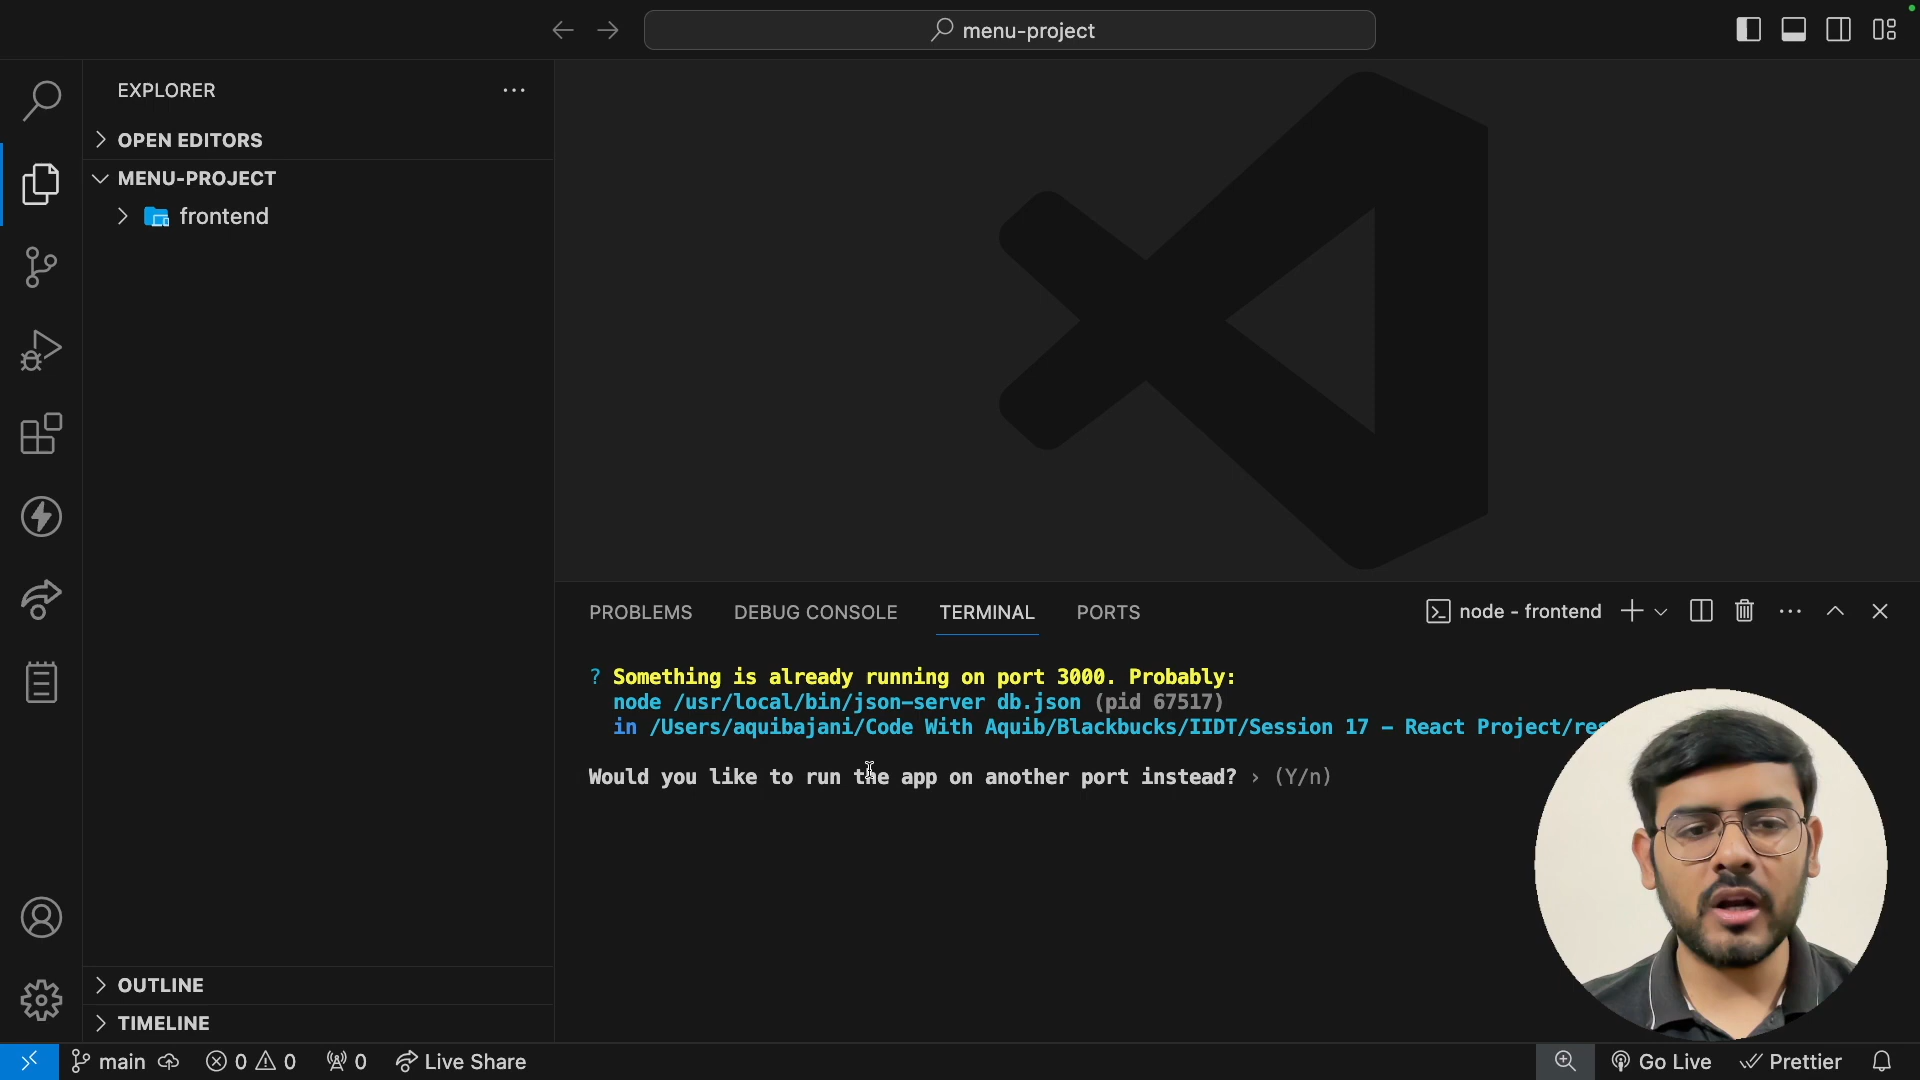 menu-project
EXPLORER
OPEN EDITORS
MENU-PROJECT
frontend
PROBLEMS DEBUG CONSOLE TERMINAL PORTS
node - frontend
? Something is already running on port 3000. Probably:
node /usr/local/bin/json-server db.json (pid 67517)
in /Users/aquibajani/Code With Aquib/Blackbucks/IIDT/Session 17 - React Project/res
Would you like to run the app on another port instead? › (Y/n)
OUTLINE
TIMELINE
main 0 0 0 Live Share Go Live Prettier